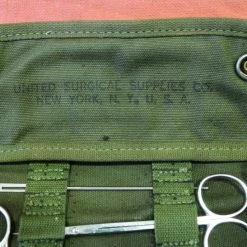 UNITED SURGICAL SUPPLIES CO.
NEW YORK, N. Y., U. S. A.